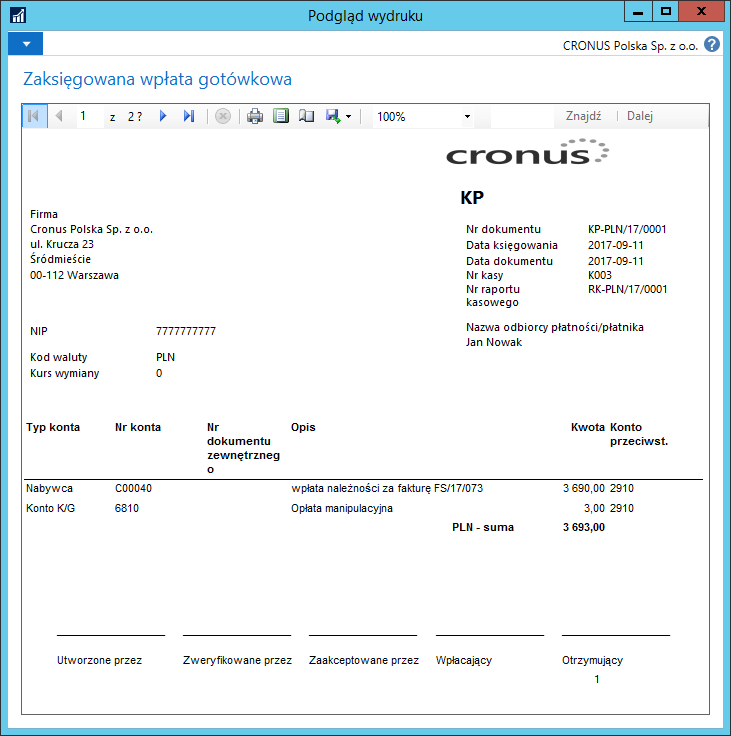 Podgląd wydruku
CRONUS Polska Sp. z o.o.
Zaksięgowana wpłata gotówkowa
1 z 2 ? 100% Znajdź Dalej
cronus
KP
Firma
Cronus Polska Sp. z o.o.
ul. Krucza 23
Śródmieście
00-112 Warszawa
Nr dokumentu KP-PLN/17/0001
Data księgowania 2017-09-11
Data dokumentu 2017-09-11
Nr kasy K003
Nr raportu RK-PLN/17/0001
kasowego
NIP 7777777777
Nazwa odbiorcy płatności/płatnika
Jan Nowak
Kod waluty PLN
Kurs wymiany 0
Typ konta Nr konta Nr Opis Kwota Konto
dokumentu przeciwst.
zewnętrzneg
o
Nabywca C00040 wpłata należności za fakturę FS/17/073 3 690,00 2910
Konto K/G 6810 Opłata manipulacyjna 3,00 2910
PLN - suma 3 693,00
Utworzone przez Zweryfikowane przez Zaakceptowane przez Wpłacający Otrzymujący
1